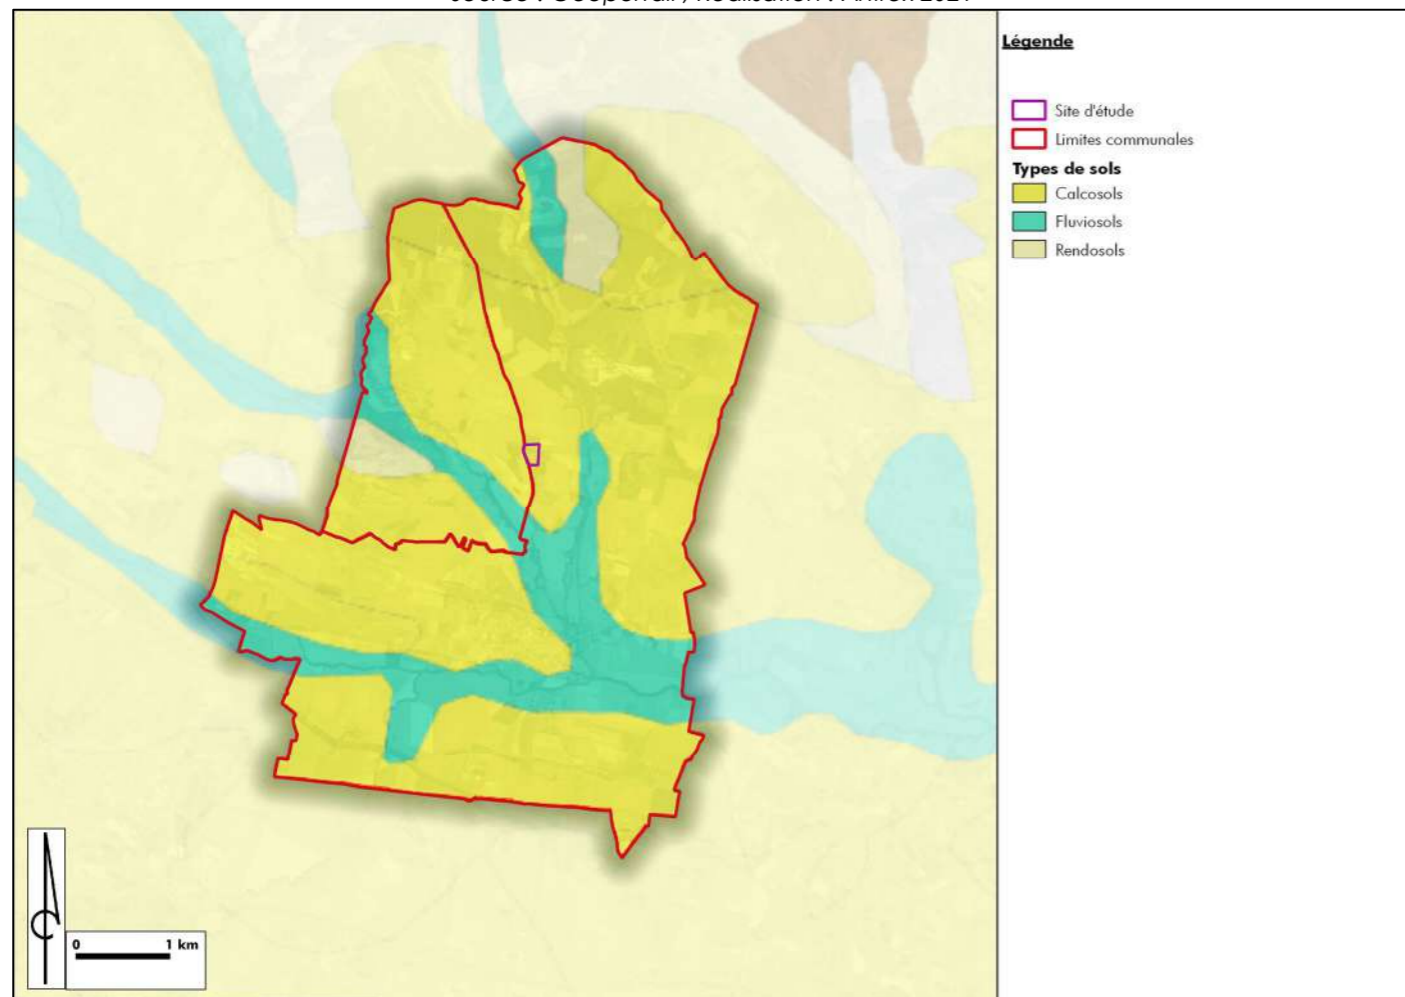 Légende
Site d'étude
Limites communales
Types de sols
Calcosols
Fluviosols
Rendosols
0 1 km